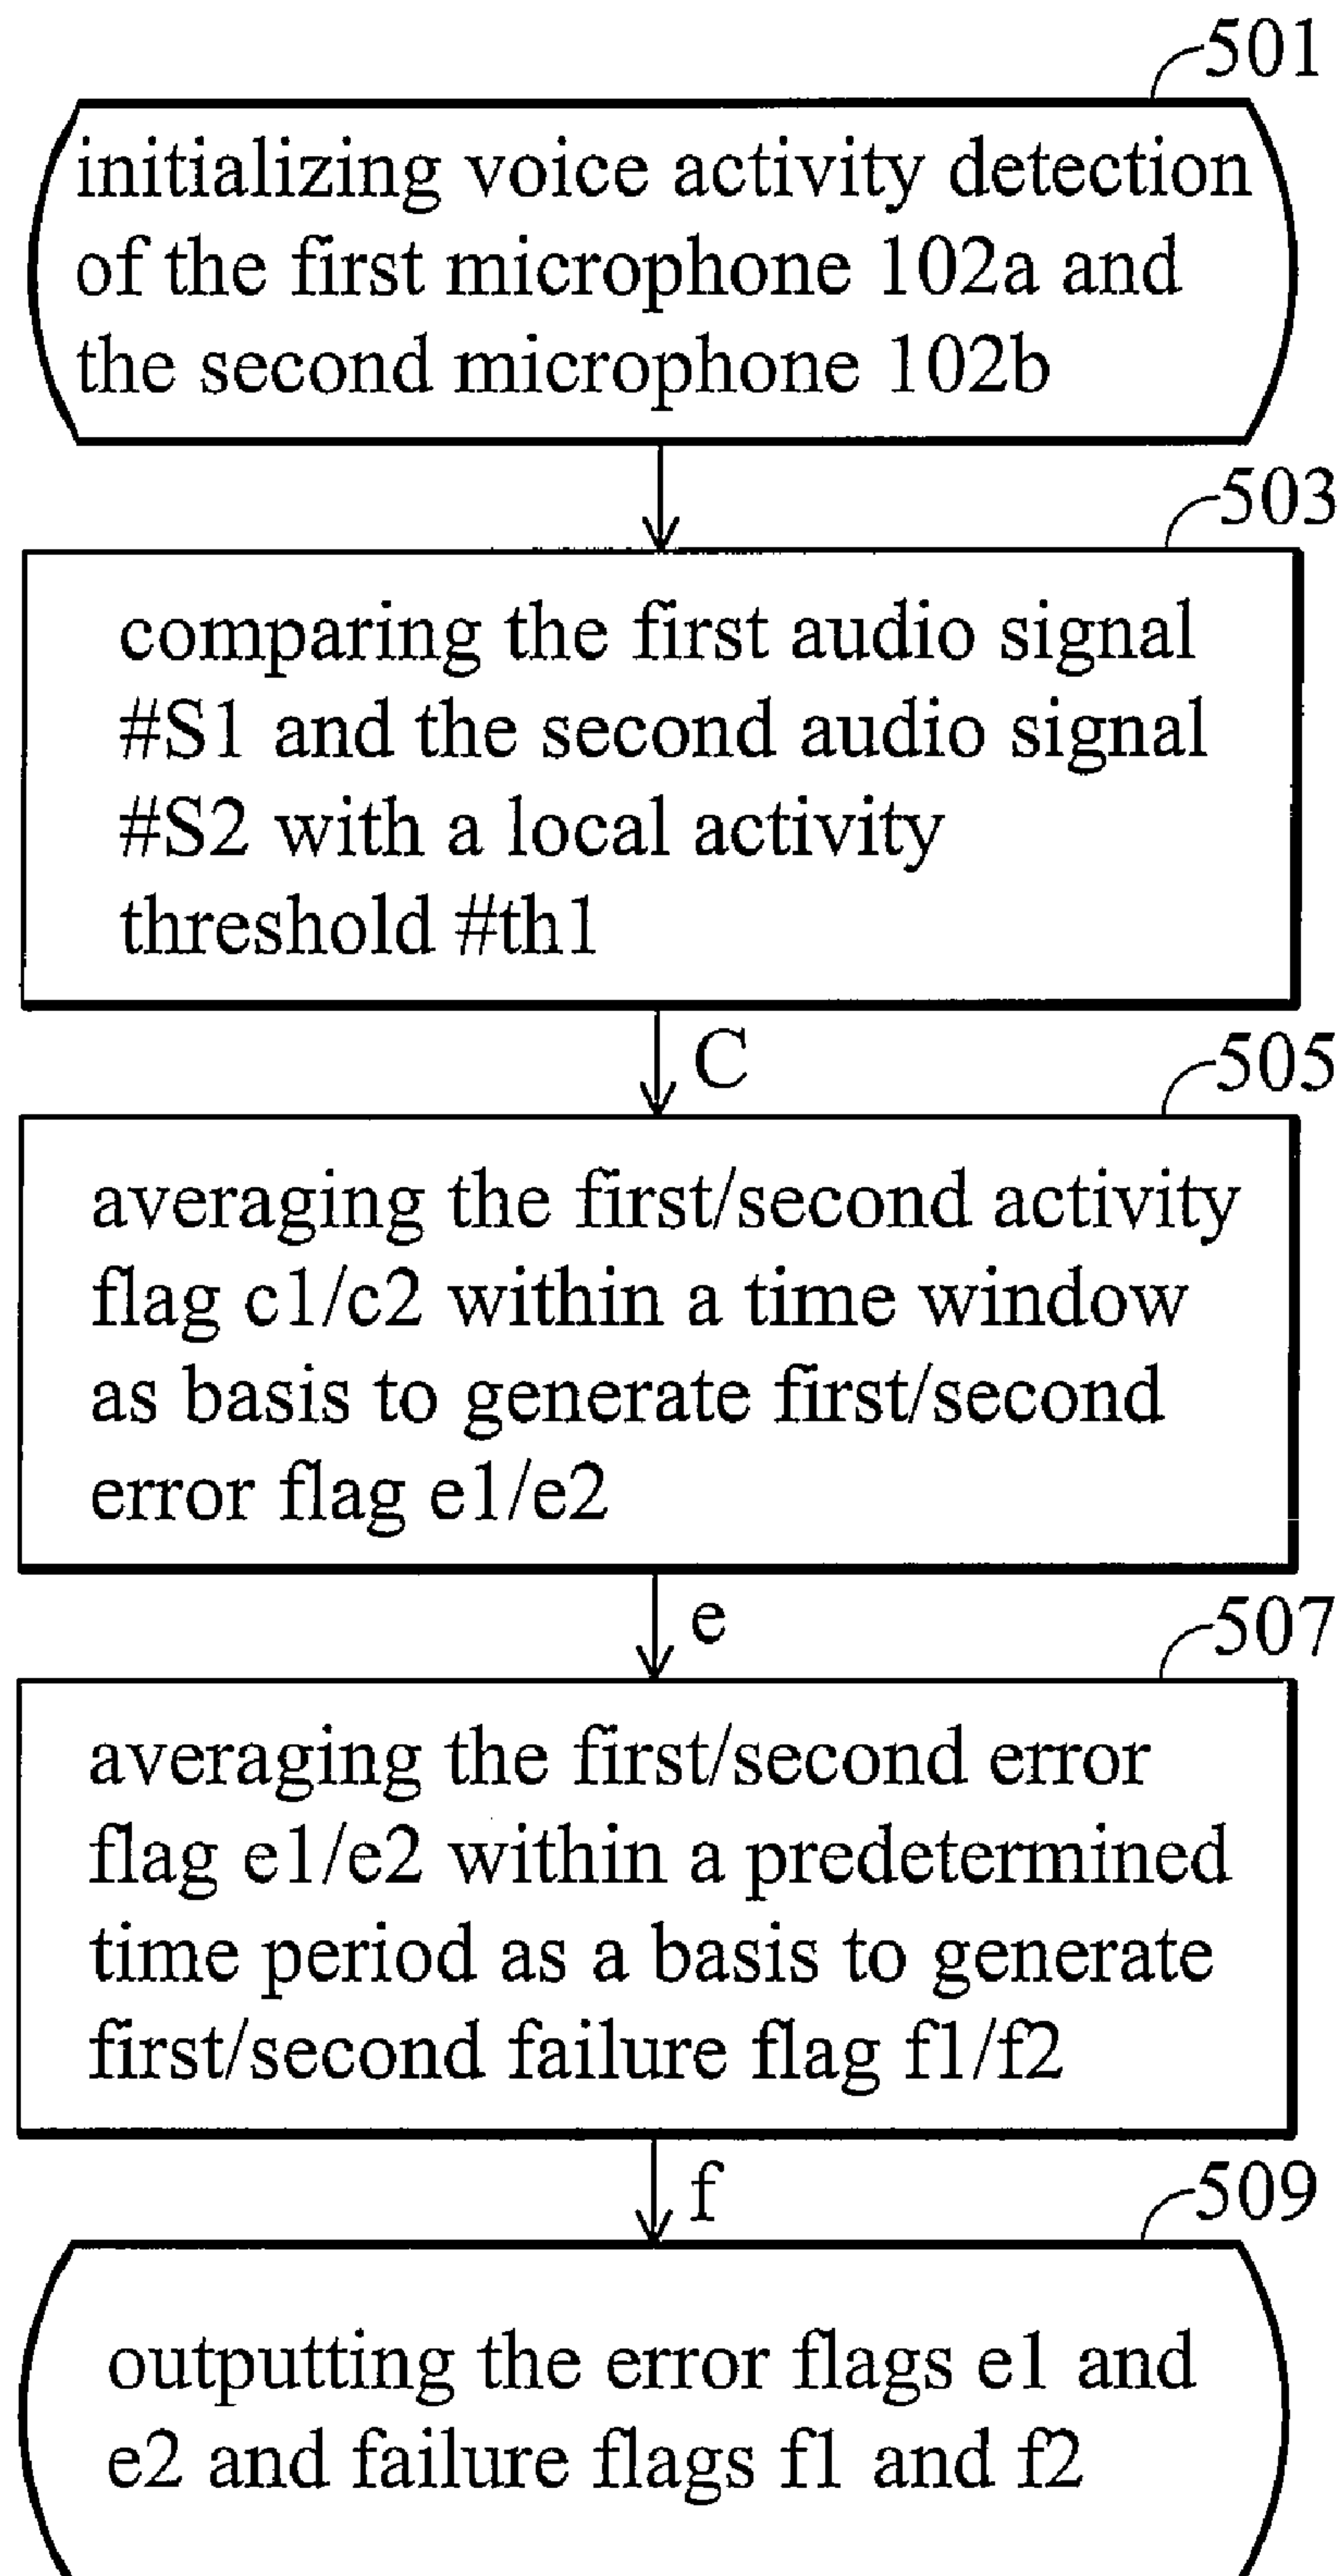 501
initializing voice activity detection
of the first microphone 102a and
the second microphone 102b
503
comparing the first audio signal
#S1 and the second audio signal
#S2 with a local activity
threshold #th1
C
505
averaging the first/second activity
flag c1/c2 within a time window
as basis to generate first/second
error flag e1/e2
e
507
averaging the first/second error
flag e1/e2 within a predetermined
time period as a basis to generate
first/second failure flag f1/f2
f
509
outputting the error flags e1 and
e2 and failure flags f1 and f2